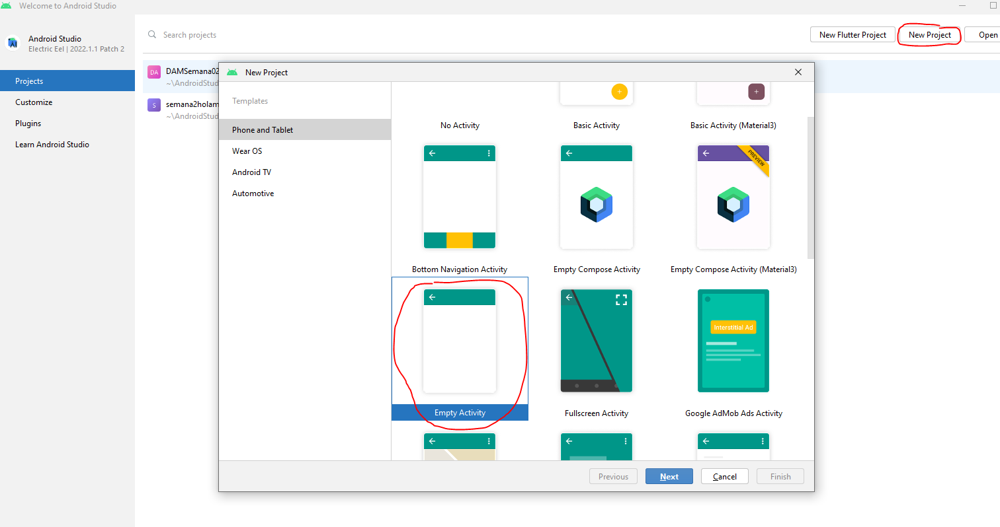 Welcome to Android Studio
Android Studio
Electric Eel | 2022.1.1 Patch 2
Search projects
New Flutter Project
New Project
Open
Projects
Customize
Plugins
Learn Android Studio
DA
DAMSemana02
~\AndroidStud
S
semana2holam
~\AndroidStud
New Project
Templates
Phone and Tablet
Wear OS
Android TV
Automotive
No Activity
Basic Activity
Basic Activity (Material3)
PREVIEW
Bottom Navigation Activity
Empty Compose Activity
Empty Compose Activity (Material3)
Interstitial Ad
Empty Activity
Fullscreen Activity
Google AdMob Ads Activity
Previous
Next
Cancel
Finish